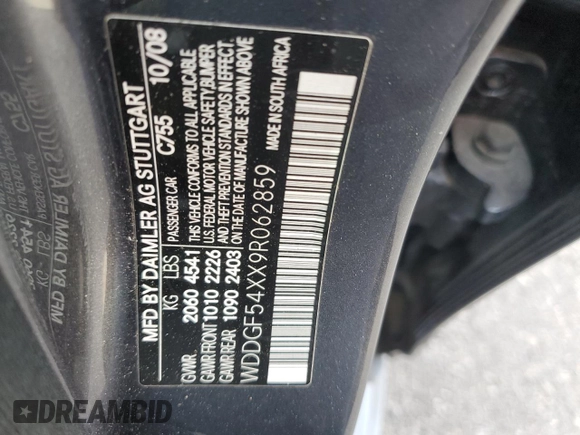 MFD BY DAIMLER AG STUTTGART
KG LBS PASSENGER CAR C755 10/08
GVWR. 2060 4541 THIS VEHICLE CONFORMS TO ALL APPLICABLE
GAWR FRONT 1010 2226 U.S. FEDERAL MOTOR VEHICLE SAFETY, BUMPER
GAWR REAR 1090 2403 AND THEFT PREVENTION STANDARDS IN EFFECT
ON THE DATE OF MANUFACTURE SHOWN ABOVE
WDDGF54XX9R062859 MADE IN SOUTH AFRICA
DREAMBID